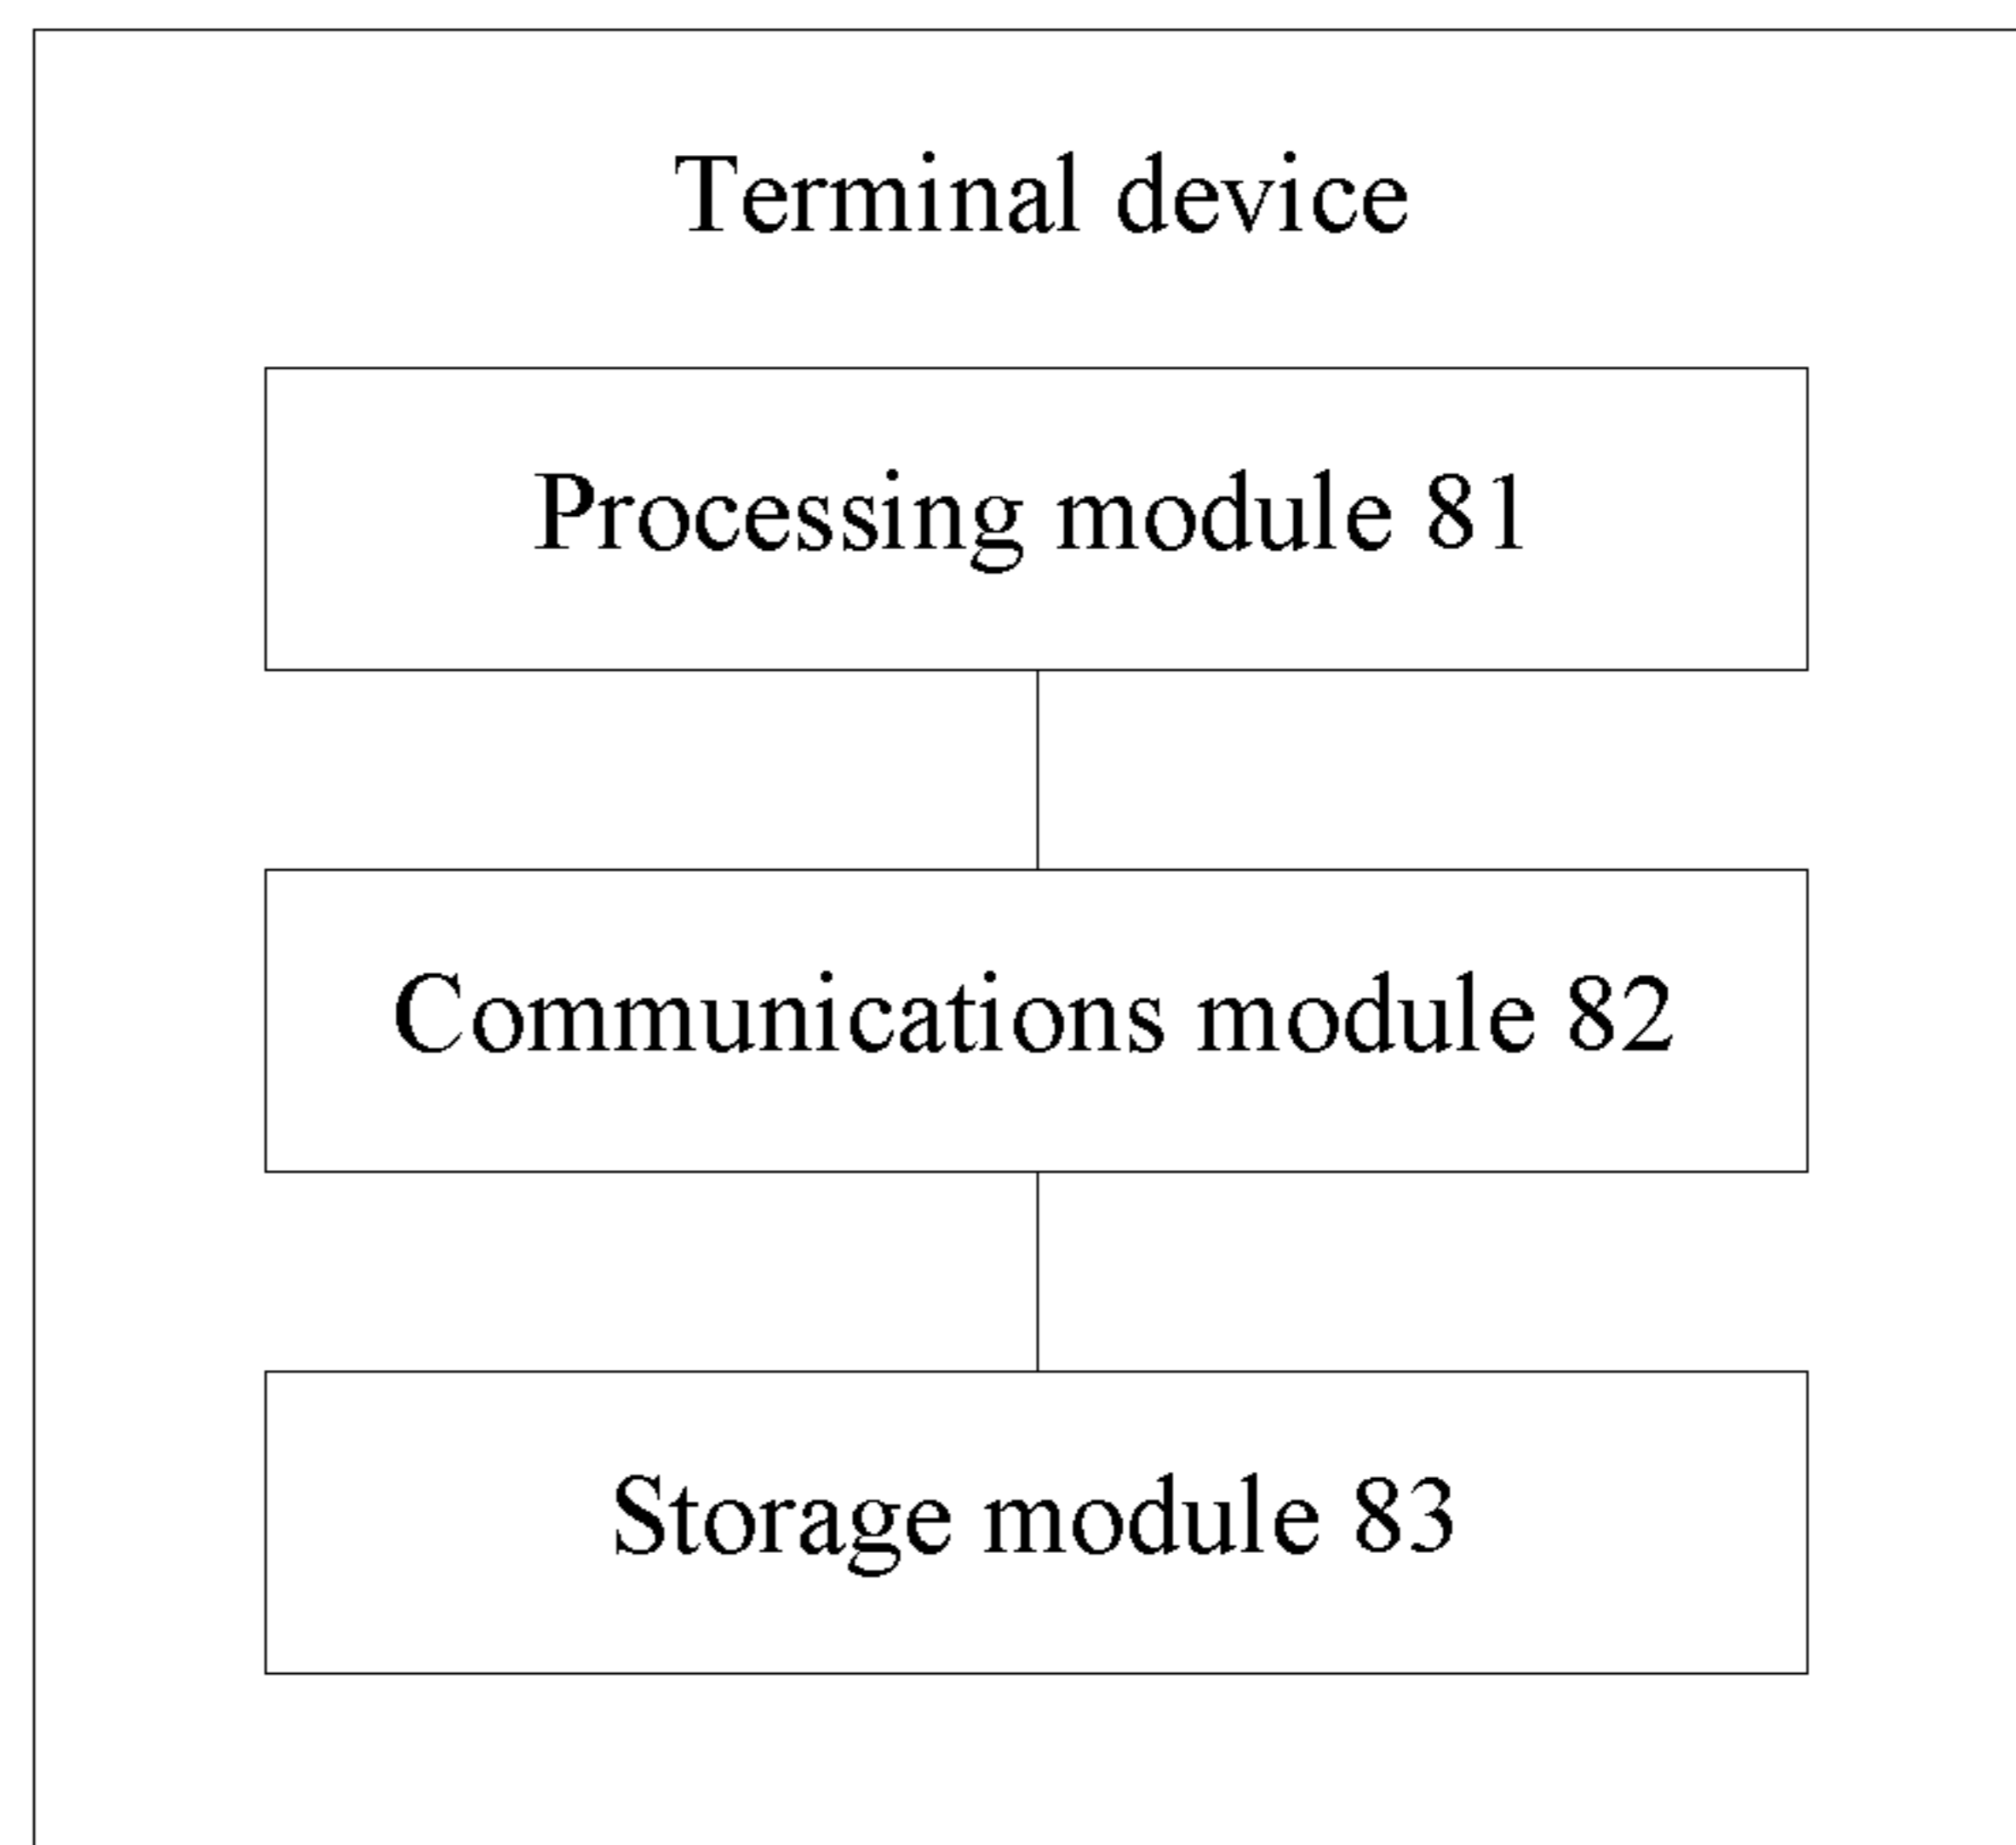 Terminal device
Processing module 81
Communications module 82
Storage module 83